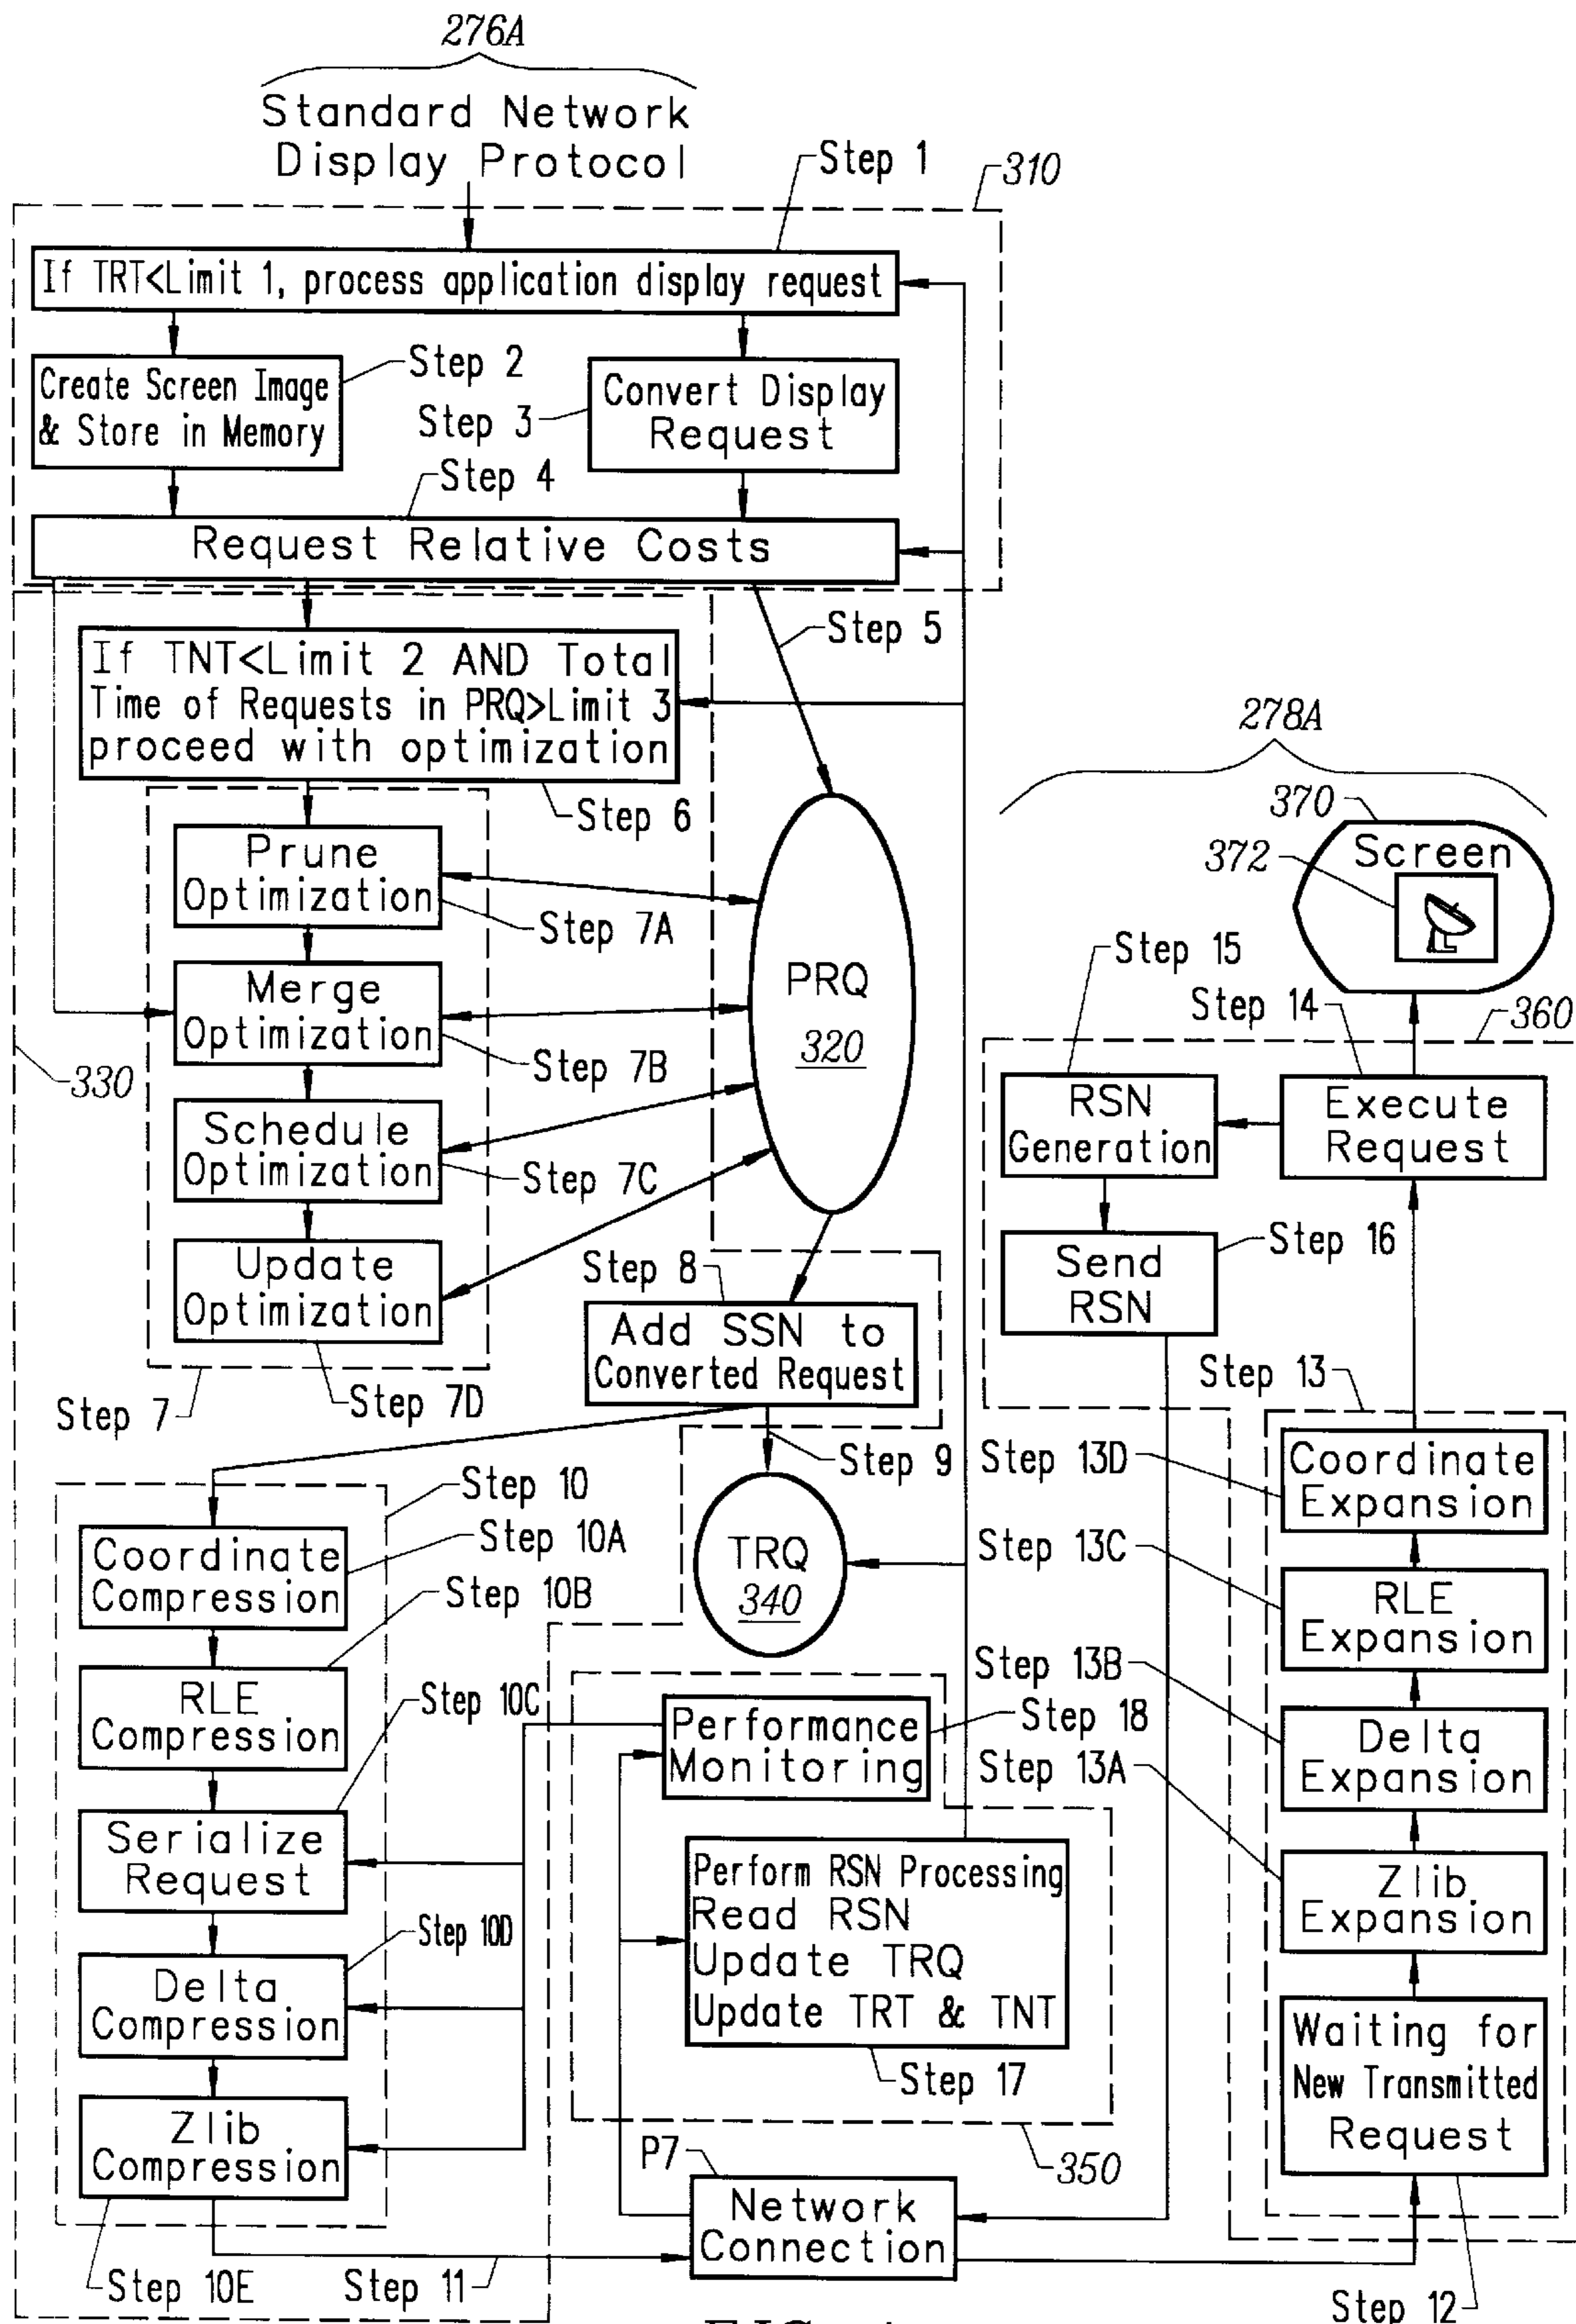 276A
Standard Network
Display Protocol
Step 1
310
If TRT<Limit 1, process application display request
Create Screen Image
& Store in Memory
Step 2
Step 3
Convert Display
Request
Step 4
Request Relative Costs
Step 5
If TNT<Limit 2 AND Total
Time of Requests in PRQ>Limit 3
proceed with optimization
Step 6
Prune
Optimization
Step 7A
Merge
Optimization
Step 7B
330
Schedule
Optimization
Step 7C
Update
Optimization
Step 7
Step 7D
PRQ
320
278A
370
Screen
372
Step 15
Step 14
360
RSN
Generation
Execute
Request
Send
RSN
Step 16
Step 8
Add SSN to
Converted Request
Step 9
TRQ
340
Step 10
Coordinate
Compression
Step 10A
Step 10B
RLE
Compression
Step 10C
Serialize
Request
Step 10D
Delta
Compression
Zlib
Compression
Step 10E
Step 11
Performance
Monitoring
Step 18
Perform RSN Processing
Read RSN
Update TRQ
Update TRT & TNT
Step 17
350
P7
Network
Connection
Step 13
Step 13D
Coordinate
Expansion
Step 13C
RLE
Expansion
Step 13B
Delta
Expansion
Step 13A
Zlib
Expansion
Waiting for
New Transmitted
Request
Step 12